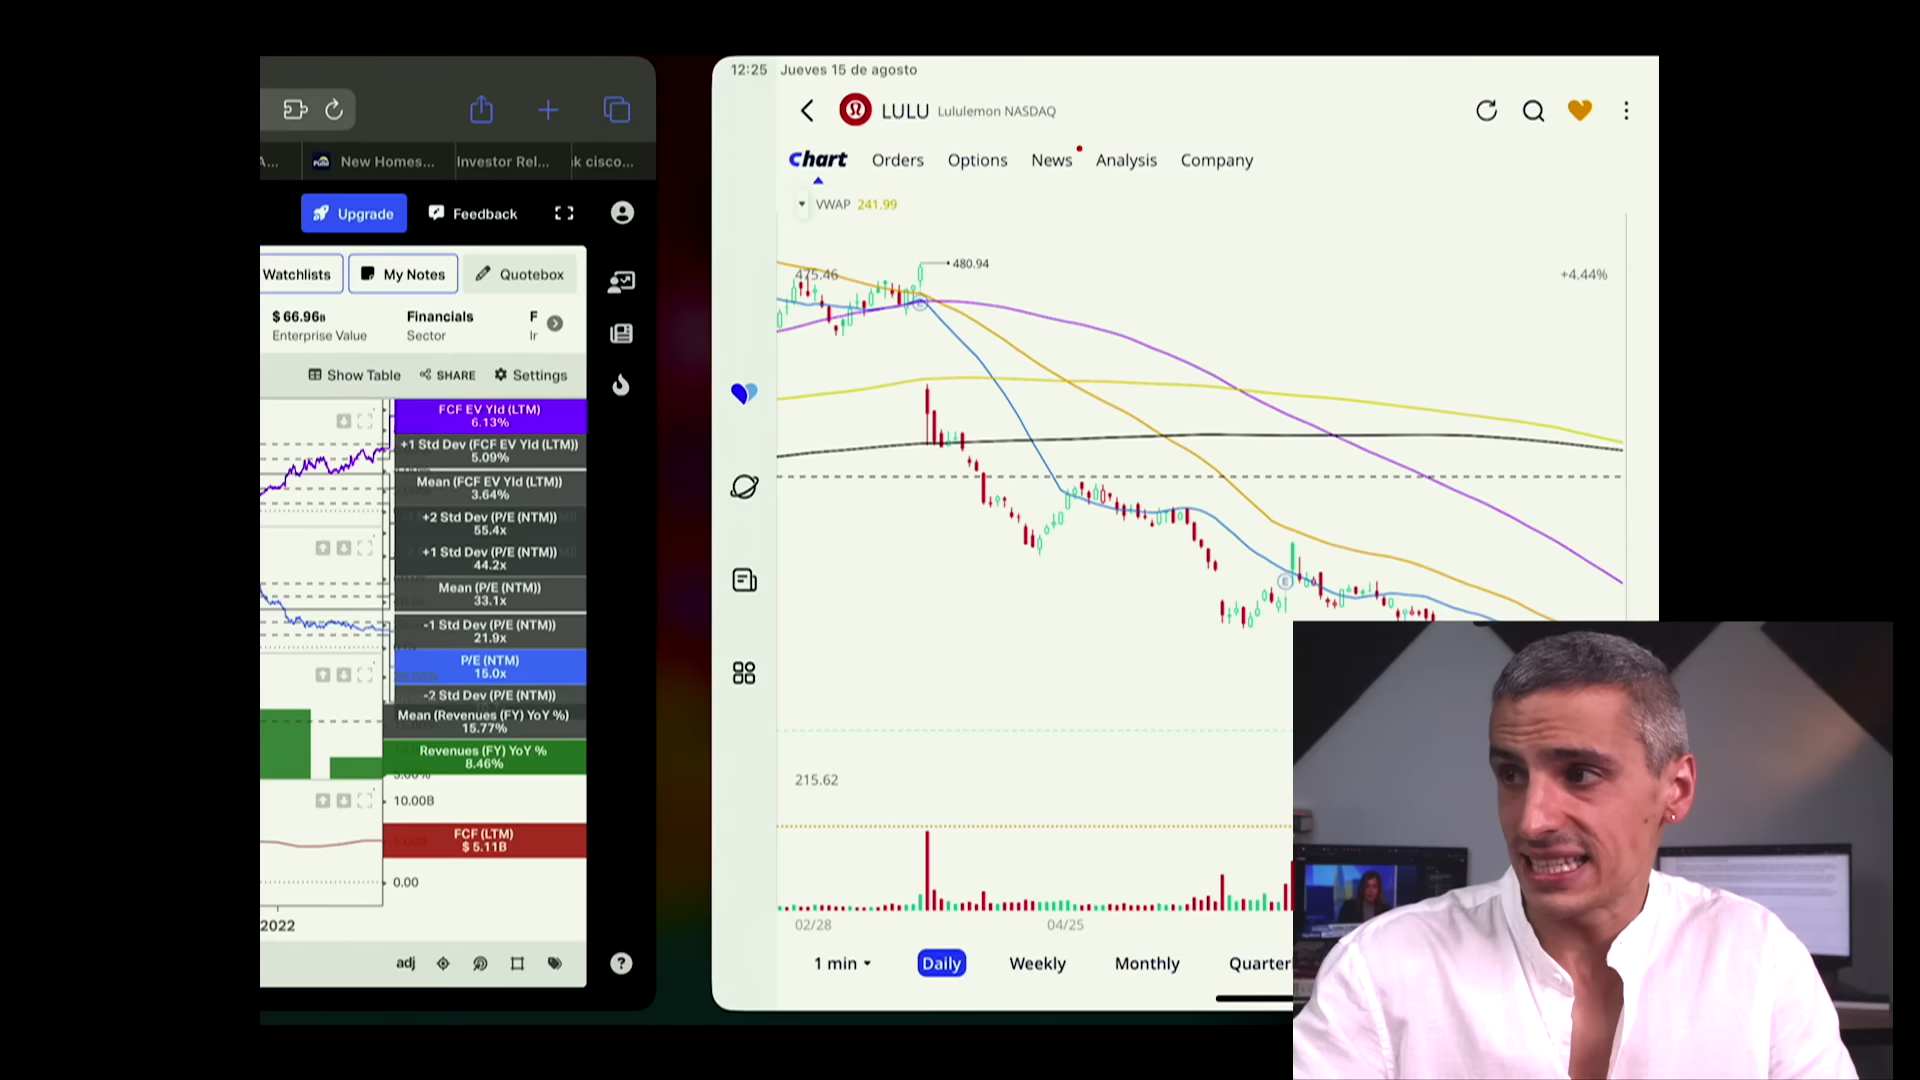 New Homes...
Investor Rel...
k cisco...
Upgrade
Feedback
Watchlists
My Notes
Quotebox
$ 66.96B
Enterprise Value
Financials
Sector
F
Ir
Show Table
SHARE
Settings
FCF EV Yld (LTM)
6.13%
+1 Std Dev (FCF EV Yld (LTM))
5.09%
Mean (FCF EV Yld (LTM))
3.64%
+2 Std Dev (P/E (NTM))
55.4x
+1 Std Dev (P/E (NTM))
44.2x
Mean (P/E (NTM))
33.1x
-1 Std Dev (P/E (NTM))
21.9x
P/E (NTM)
15.0x
-2 Std Dev (P/E (NTM))
Mean (Revenues (FY) YoY %)
15.77%
Revenues (FY) YoY %
8.46%
5.00%
10.00B
FCF (LTM)
$ 5.11B
0.00
2022
adj
?
12:25 Jueves 15 de agosto
LULU Lululemon NASDAQ
Chart
Orders
Options
News
Analysis
Company
VWAP 241.99
480.94
475.46
+4.44%
E
E
215.62
02/28
04/25
1 min
Daily
Weekly
Monthly
Quarter